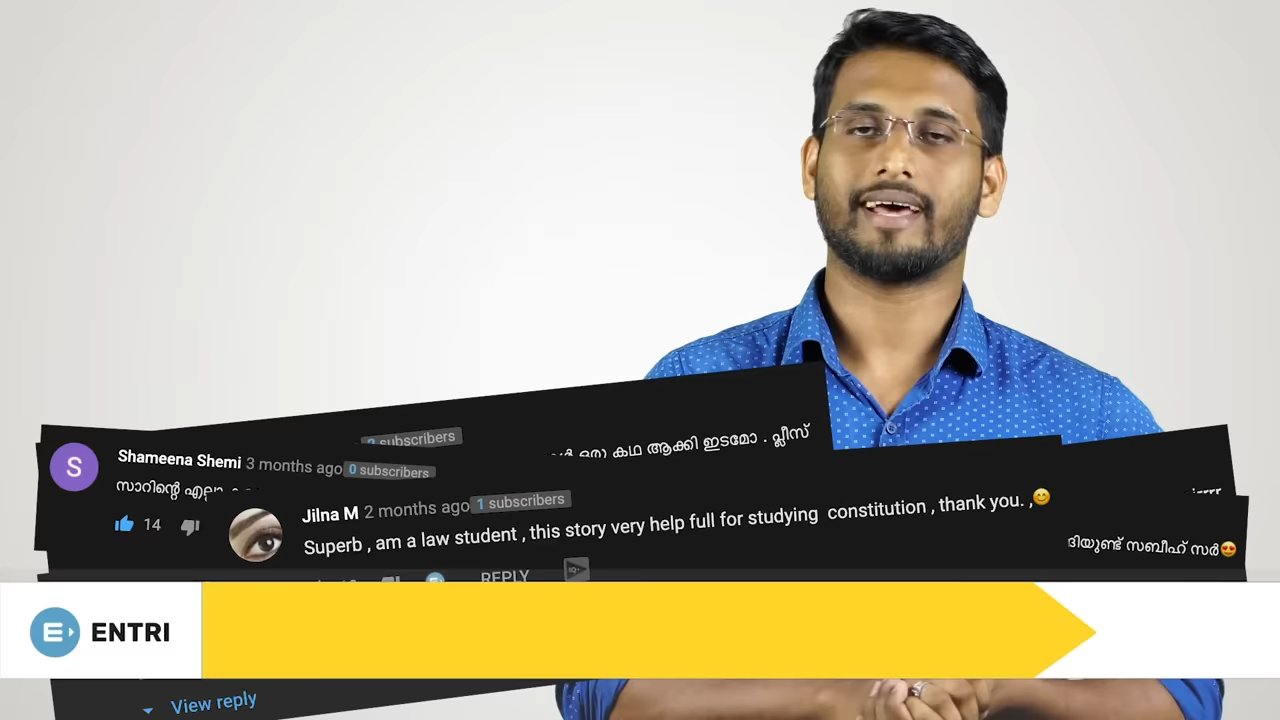 subscribers
ഒരു കഥ ആക്കി ഇടമോ . പ്ലീസ്
Shameena Shemi 3 months ago 0 subscribers
സാറിന്റെ
14
Jilna M 2 months ago 1 subscribers
Superb , am a law student , this story very help full for studying constitution , thank you. ,😊
സബീഹ് സർ😍
REPLY
E ENTRI
View reply